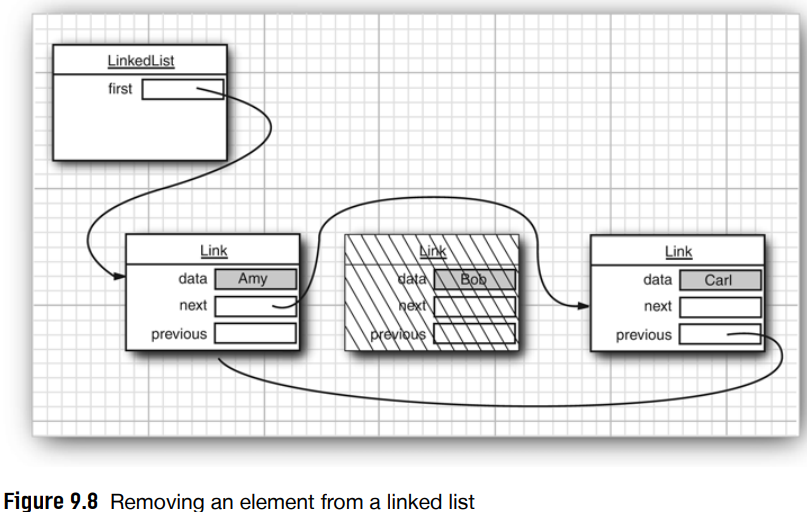 LinkedList
first
Link
data Amy
next
previous
Link
data Bob
next
previous
Link
data Carl
next
previous
Figure 9.8 Removing an element from a linked list